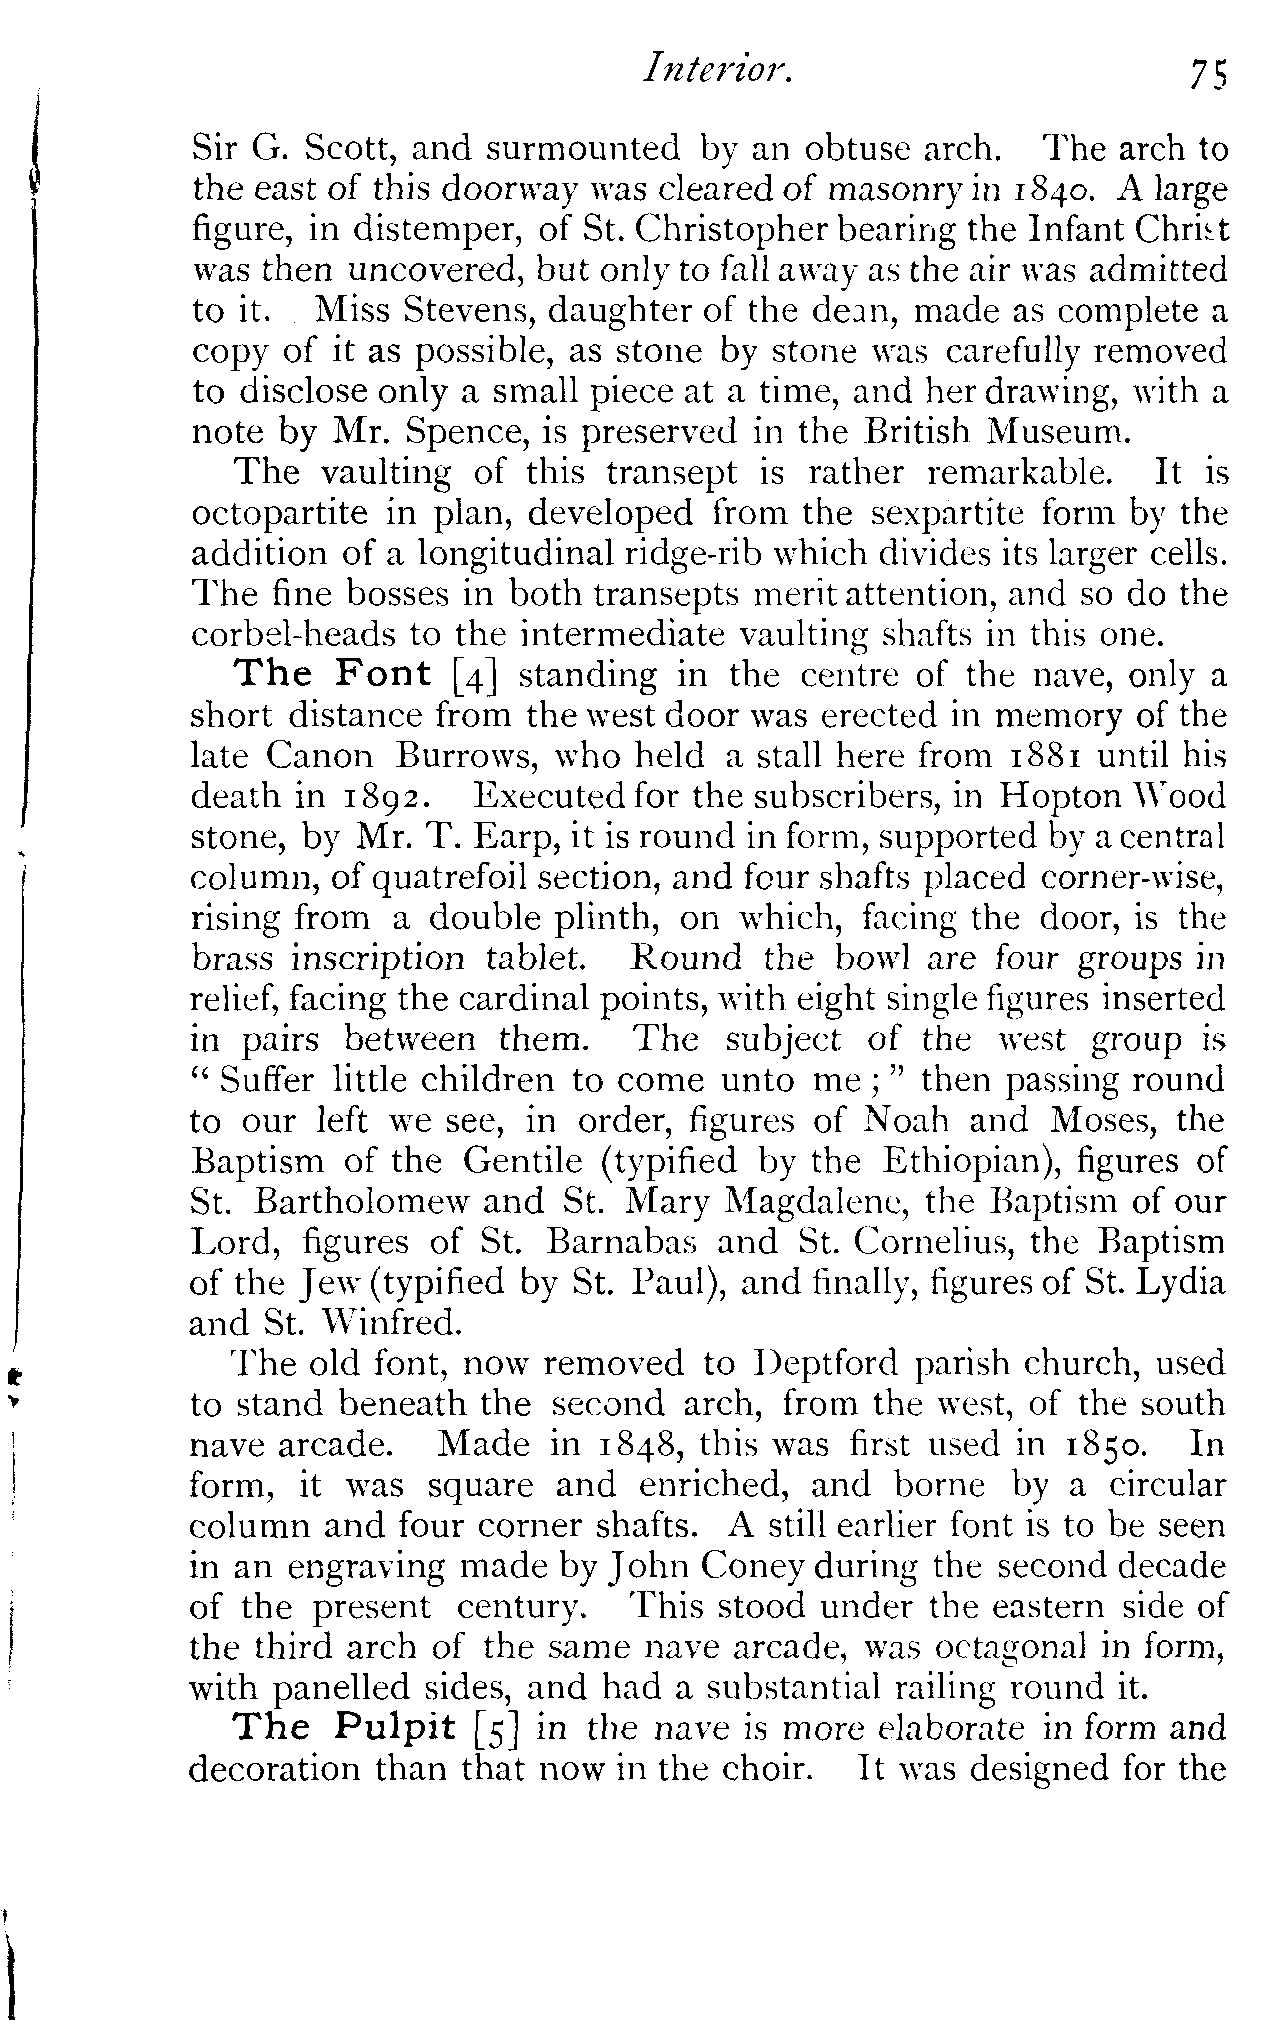 Interior. 75
Sir G. Scott, and surmounted by an obtuse arch. The arch to
the east of this doorway was cleared of masonry in 1840. A large
figure, in distemper, of St. Christopher bearing the Infant Christ
was then uncovered, but only to fall away as the air was admitted
to it. Miss Stevens, daughter of the dean, made as complete a
copy of it as possible, as stone by stone was carefully removed
to disclose only a small piece at a time, and her drawing, with a
note by Mr. Spence, is preserved in the British Museum.
The vaulting of this transept is rather remarkable. It is
octopartite in plan, developed from the sexpartite form by the
addition of a longitudinal ridge-rib which divides its larger cells.
The fine bosses in both transepts merit attention, and so do the
corbel-heads to the intermediate vaulting shafts in this one.
The Font [4] standing in the centre of the nave, only a
short distance from the west door was erected in memory of the
late Canon Burrows, who held a stall here from 1881 until his
death in 1892. Executed for the subscribers, in Hopton Wood
stone, by Mr. T. Earp, it is round in form, supported by a central
column, of quatrefoil section, and four shafts placed corner-wise,
rising from a double plinth, on which, facing the door, is the
brass inscription tablet. Round the bowl are four groups in
relief, facing the cardinal points, with eight single figures inserted
in pairs between them. The subject of the west group is
“ Suffer little children to come unto me ; ” then passing round
to our left we see, in order, figures of Noah and Moses, the
Baptism of the Gentile (typified by the Ethiopian), figures of
St. Bartholomew and St. Mary Magdalene, the Baptism of our
Lord, figures of St. Barnabas and St. Cornelius, the Baptism
of the Jew (typified by St. Paul), and finally, figures of St. Lydia
and St. Winfred.
The old font, now removed to Deptford parish church, used
to stand beneath the second arch, from the west, of the south
nave arcade. Made in 1848, this was first used in 1850. In
form, it was square and enriched, and borne by a circular
column and four corner shafts. A still earlier font is to be seen
in an engraving made by John Coney during the second decade
of the present century. This stood under the eastern side of
the third arch of the same nave arcade, was octagonal in form,
with panelled sides, and had a substantial railing round it.
The Pulpit [5] in the nave is more elaborate in form and
decoration than that now in the choir. It was designed for the